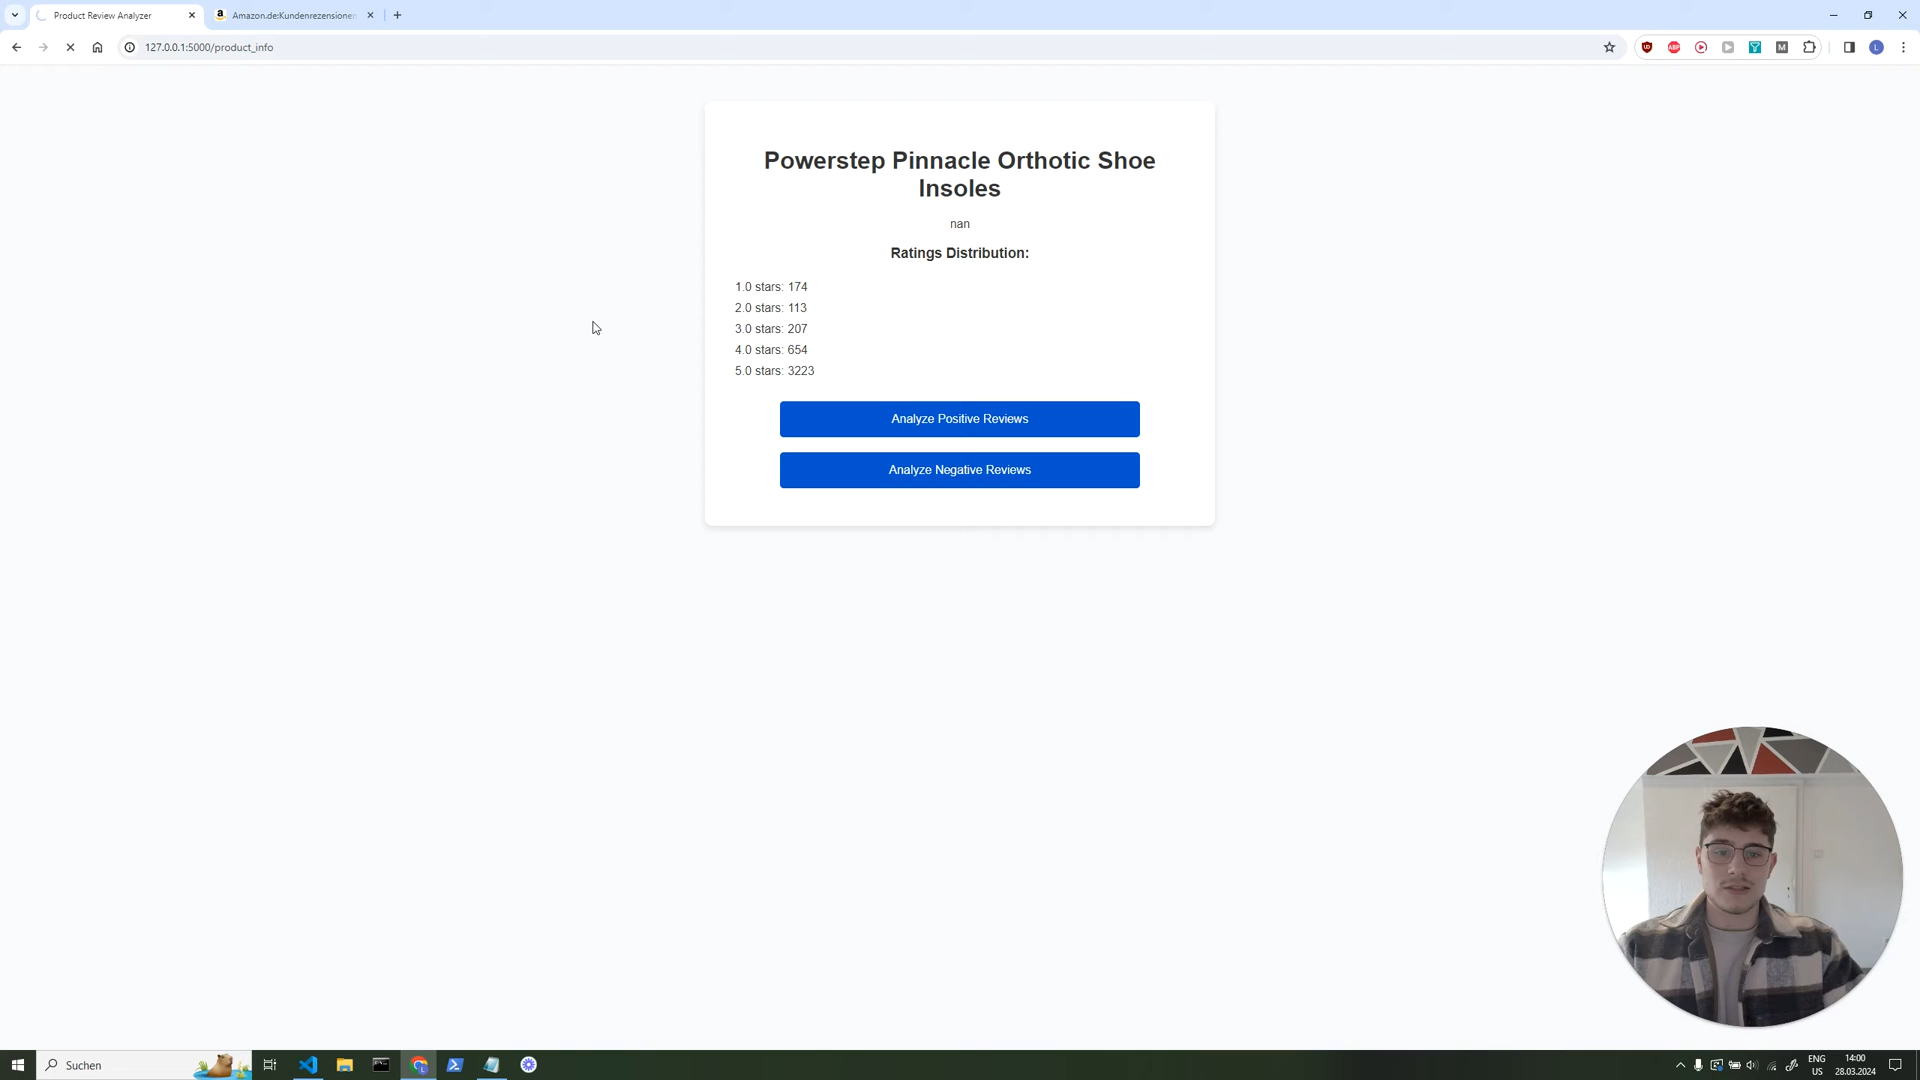 Product Review Analyzer
Amazon.de:Kundenrezensionen
127.0.0.1:5000/product_info
UD
ABP
M
L
Powerstep Pinnacle Orthotic Shoe
Insoles
nan
Ratings Distribution:
1.0 stars: 174
2.0 stars: 113
3.0 stars: 207
4.0 stars: 654
5.0 stars: 3223
Analyze Positive Reviews
Analyze Negative Reviews
Suchen
ENG
US
14:00
28.03.2024